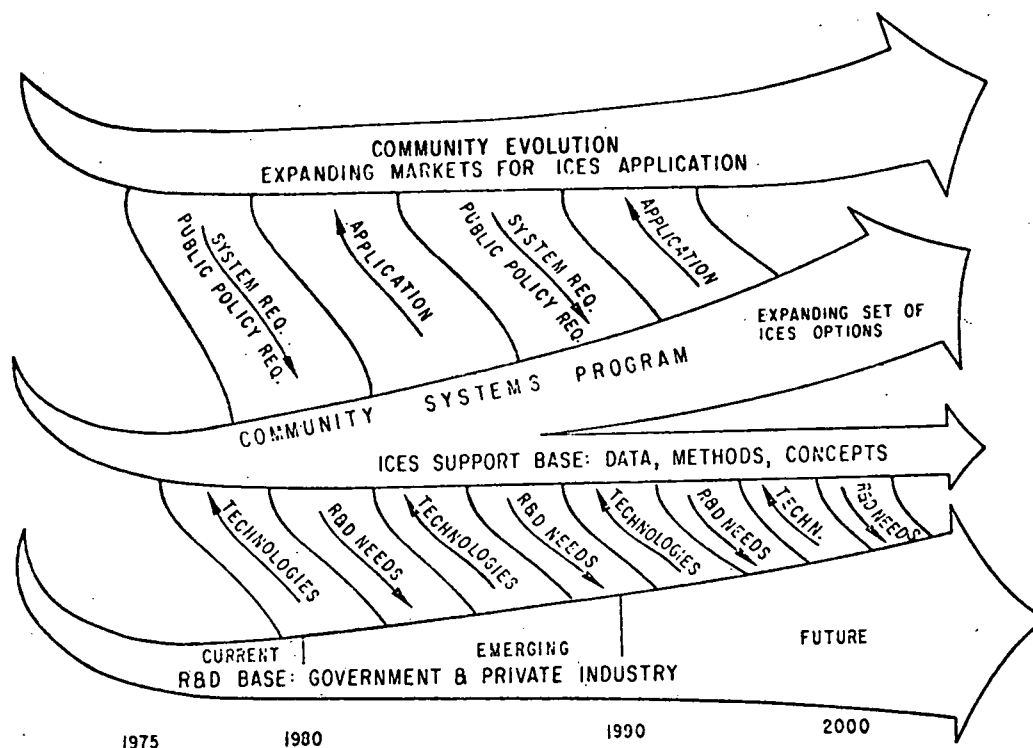 COMMUNITY EVOLUTION
EXPANDING MARKETS FOR ICES APPLICATION
SYSTEM REQ.
PUBLIC POLICY REQ.
APPLICATION
SYSTEM REQ.
PUBLIC POLICY REQ.
APPLICATION
EXPANDING SET OF
ICES OPTIONS
COMMUNITY SYSTEMS PROGRAM
ICES SUPPORT BASE: DATA, METHODS, CONCEPTS
TECHNOLOGIES
R&D NEEDS
TECHNOLOGIES
R&D NEEDS
TECHNOLOGIES
R&D NEEDS
TECHN.
R&D NEEDS
CURRENT
EMERGING
FUTURE
R&D BASE: GOVERNMENT & PRIVATE INDUSTRY
1975
1980
1990
2000